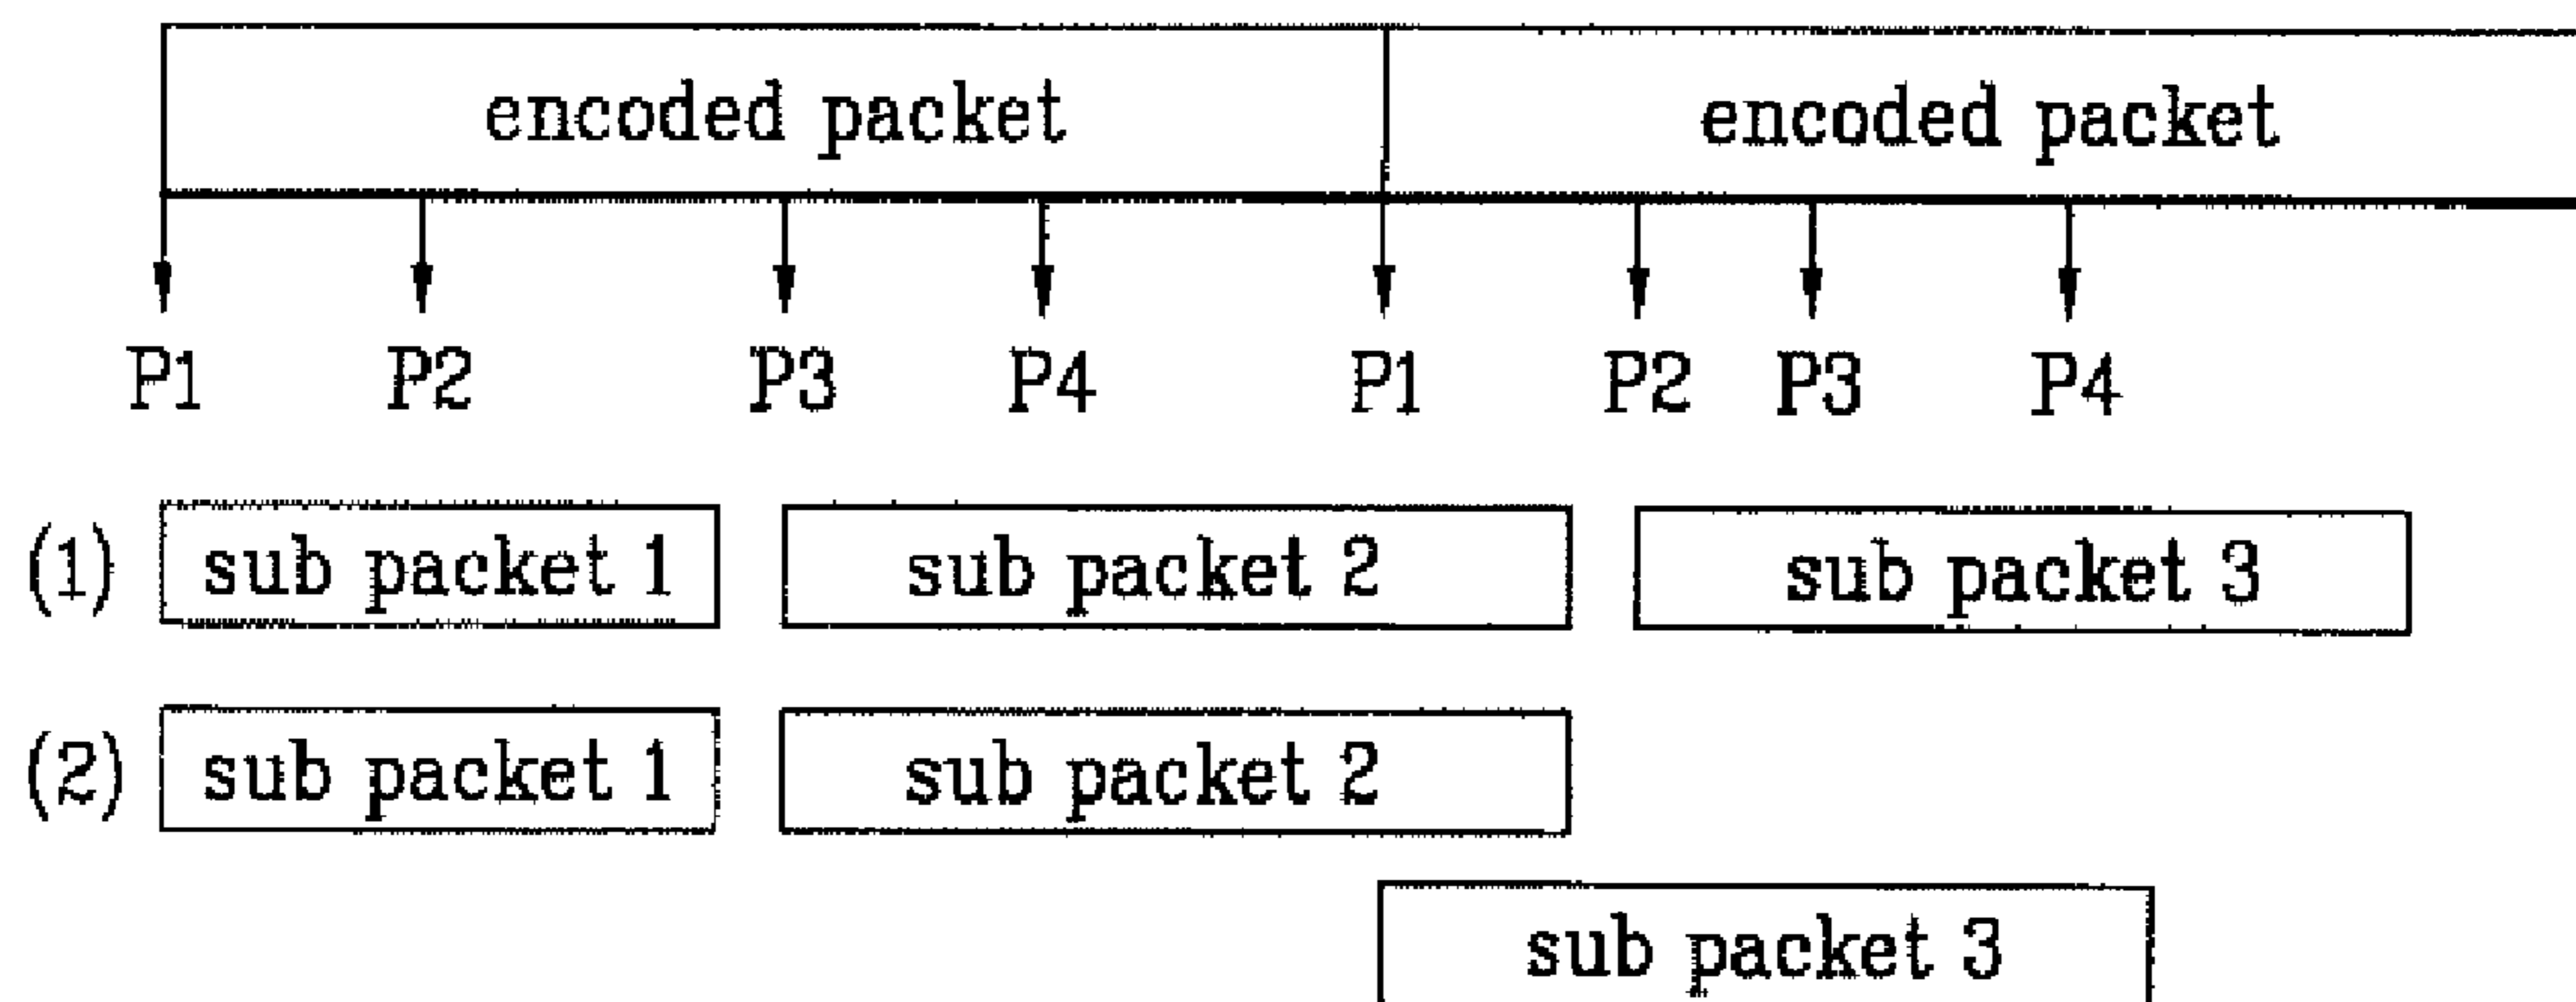 encoded packet encoded packet
P1 P2 P3 P4 P1 P2 P3 P4
(1) sub packet 1 sub packet 2 sub packet 3
(2) sub packet 1 sub packet 2
sub packet 3